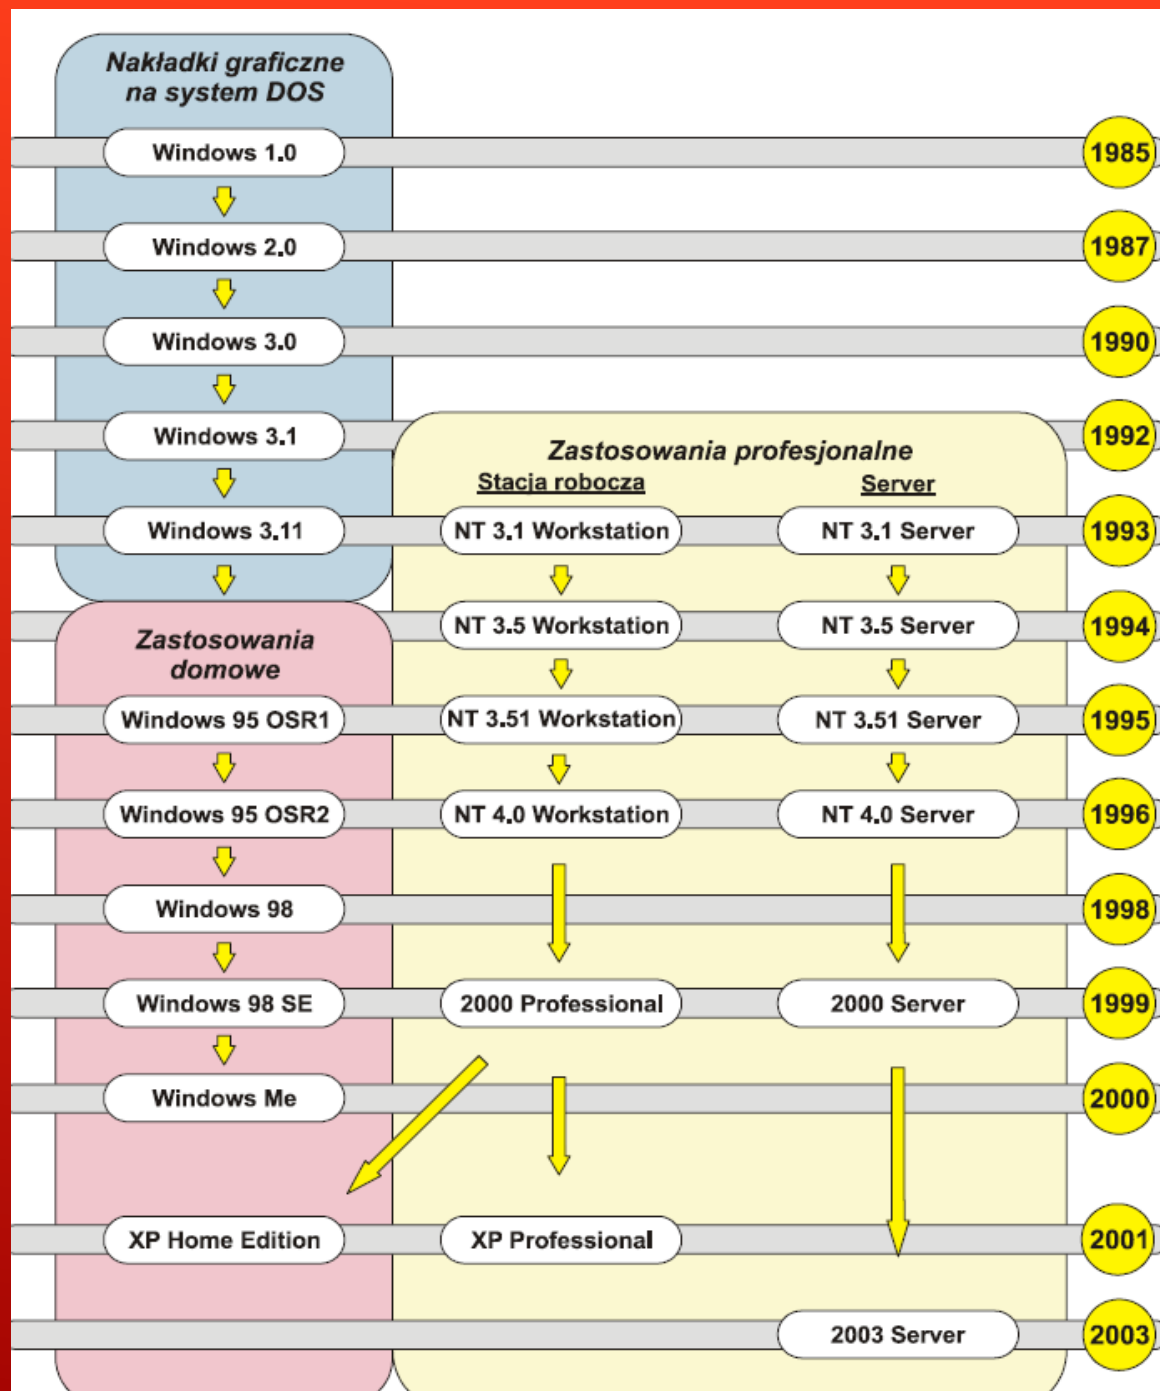 Nakładki graficzne
na system DOS
Windows 1.0
1985
Windows 2.0
1987
Windows 3.0
1990
Windows 3.1
1992
Zastosowania profesjonalne
Stacja robocza
Server
Windows 3.11
NT 3.1 Workstation
NT 3.1 Server
1993
Zastosowania
domowe
NT 3.5 Workstation
NT 3.5 Server
1994
Windows 95 OSR1
NT 3.51 Workstation
NT 3.51 Server
1995
Windows 95 OSR2
NT 4.0 Workstation
NT 4.0 Server
1996
Windows 98
1998
Windows 98 SE
2000 Professional
2000 Server
1999
Windows Me
2000
XP Home Edition
XP Professional
2001
2003 Server
2003